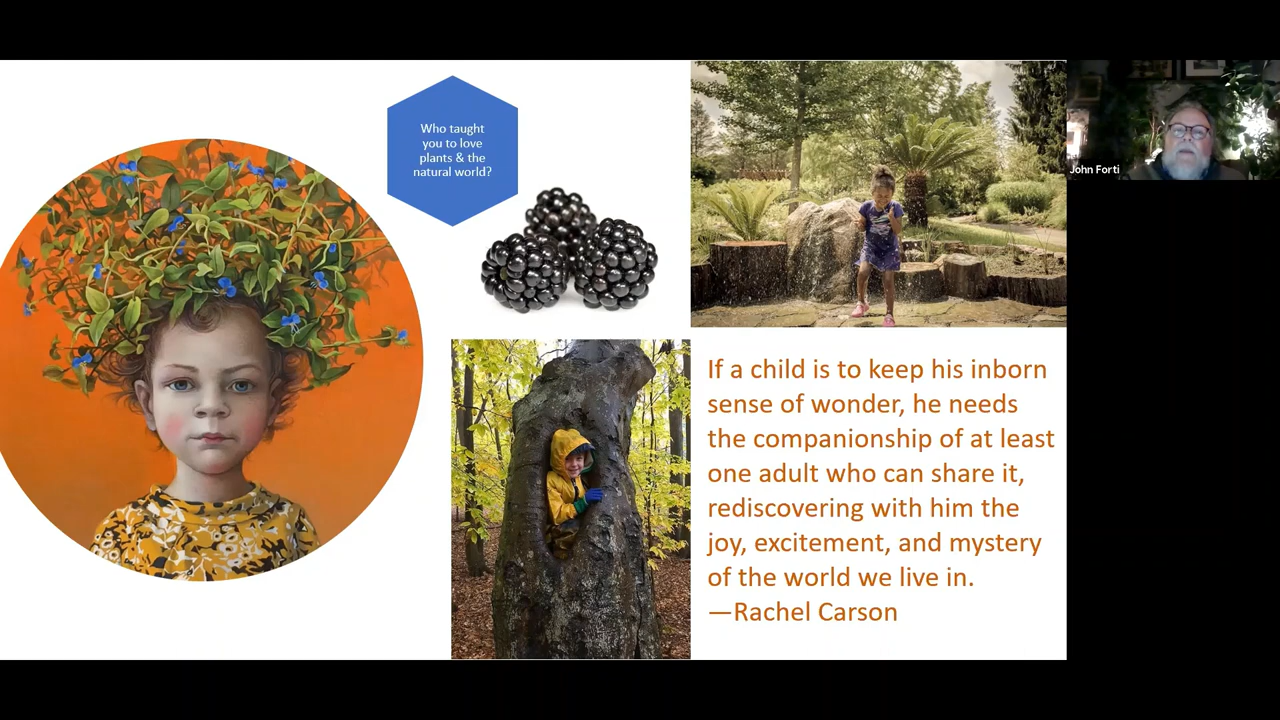 Who taught
you to love
plants & the
natural world?
John Forti
If a child is to keep his inborn
sense of wonder, he needs
the companionship of at least
one adult who can share it,
rediscovering with him the
joy, excitement, and mystery
of the world we live in.
—Rachel Carson